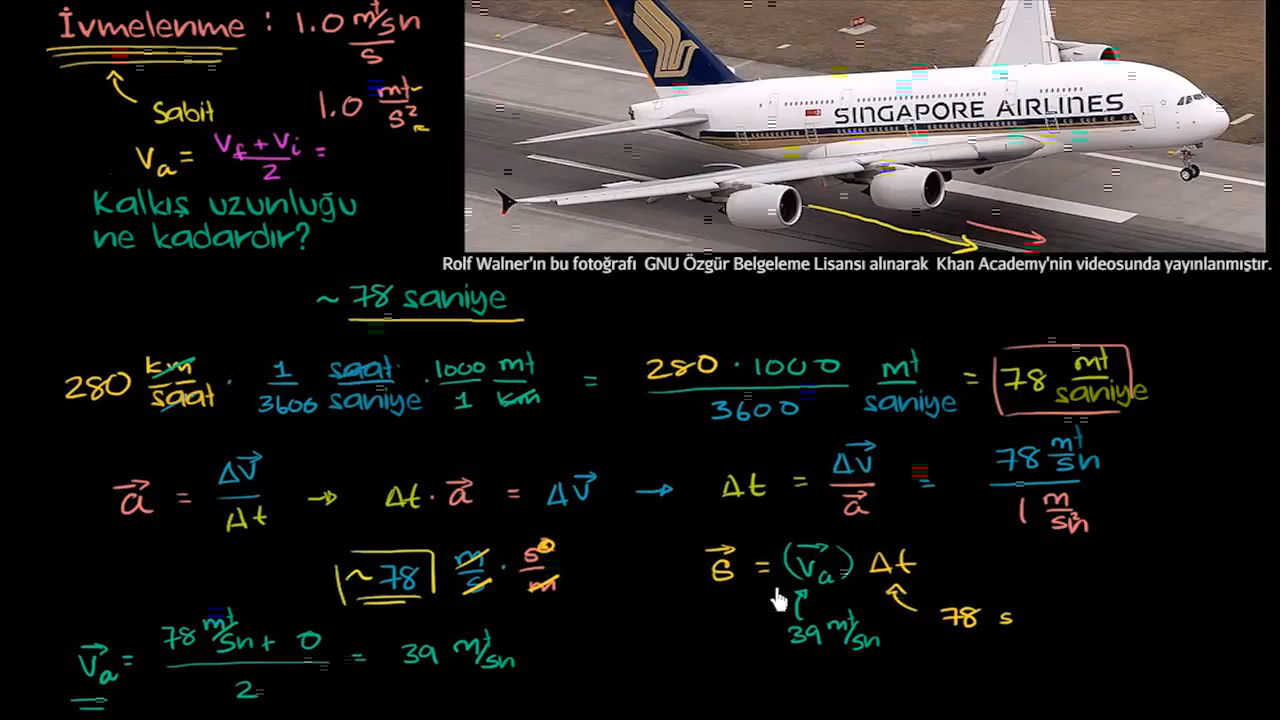 İvmelenme : 1.0 mt/sn / s
Sabit
1.0 mt/s²
Va = Vf + Vi / 2 =
Kalkış uzunluğu
ne kadardır?
SINGAPORE AIRLINES
Rolf Walner'ın bu fotoğrafı GNU Özgür Belgeleme Lisansı alınarak Khan Academy'nin videosunda yayınlanmıştır.
~ 78 saniye
280 km/saat · 1/3600 saat/saniye · 1000/1 mt/km = 280 · 1000 / 3600 mt/saniye = 78 mt/saniye
a = Δv/Δt → Δt · a = Δv → Δt = Δv/a = 78 mt/sn / 1 m/sn²
~78 m/s · s²/m
s = (va) Δt
39 mt/sn
78 s
va = 78 mt/sn + 0 / 2 = 39 mt/sn